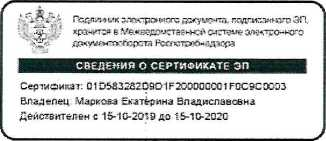 Подлинник электронного документа, подписанного ЭП,
хранится в Межведомственной системе электронного
документооборота Роспотребнадзора
СВЕДЕНИЯ О СЕРТИФИКАТЕ ЭП
Сертификат: 01D583282D9D1F200000001F0C9C0003
Владелец: Маркова Екатерина Владиславовна
Действителен с 15-10-2019 до 15-10-2020